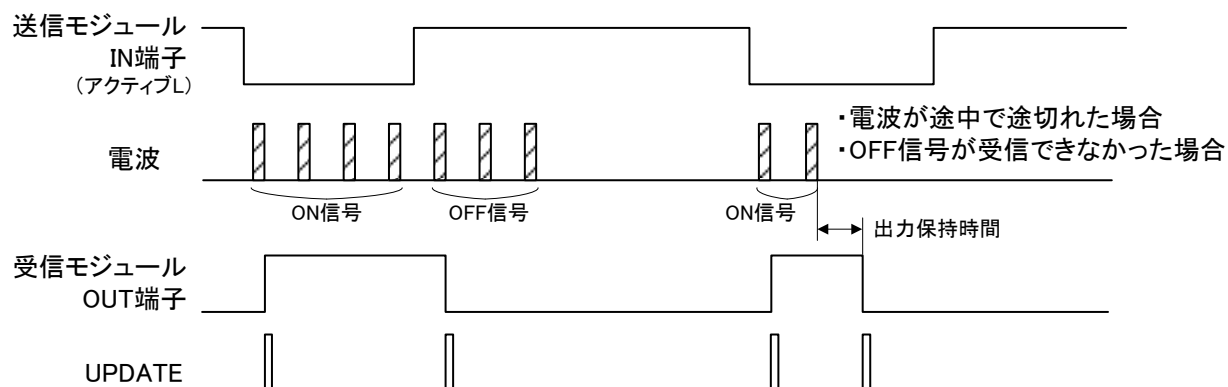 送信モジュール
IN端子
(アクティブL)
電波
・電波が途中で途切れた場合
・OFF信号が受信できなかった場合
ON信号
OFF信号
ON信号
出力保持時間
受信モジュール
OUT端子
UPDATE